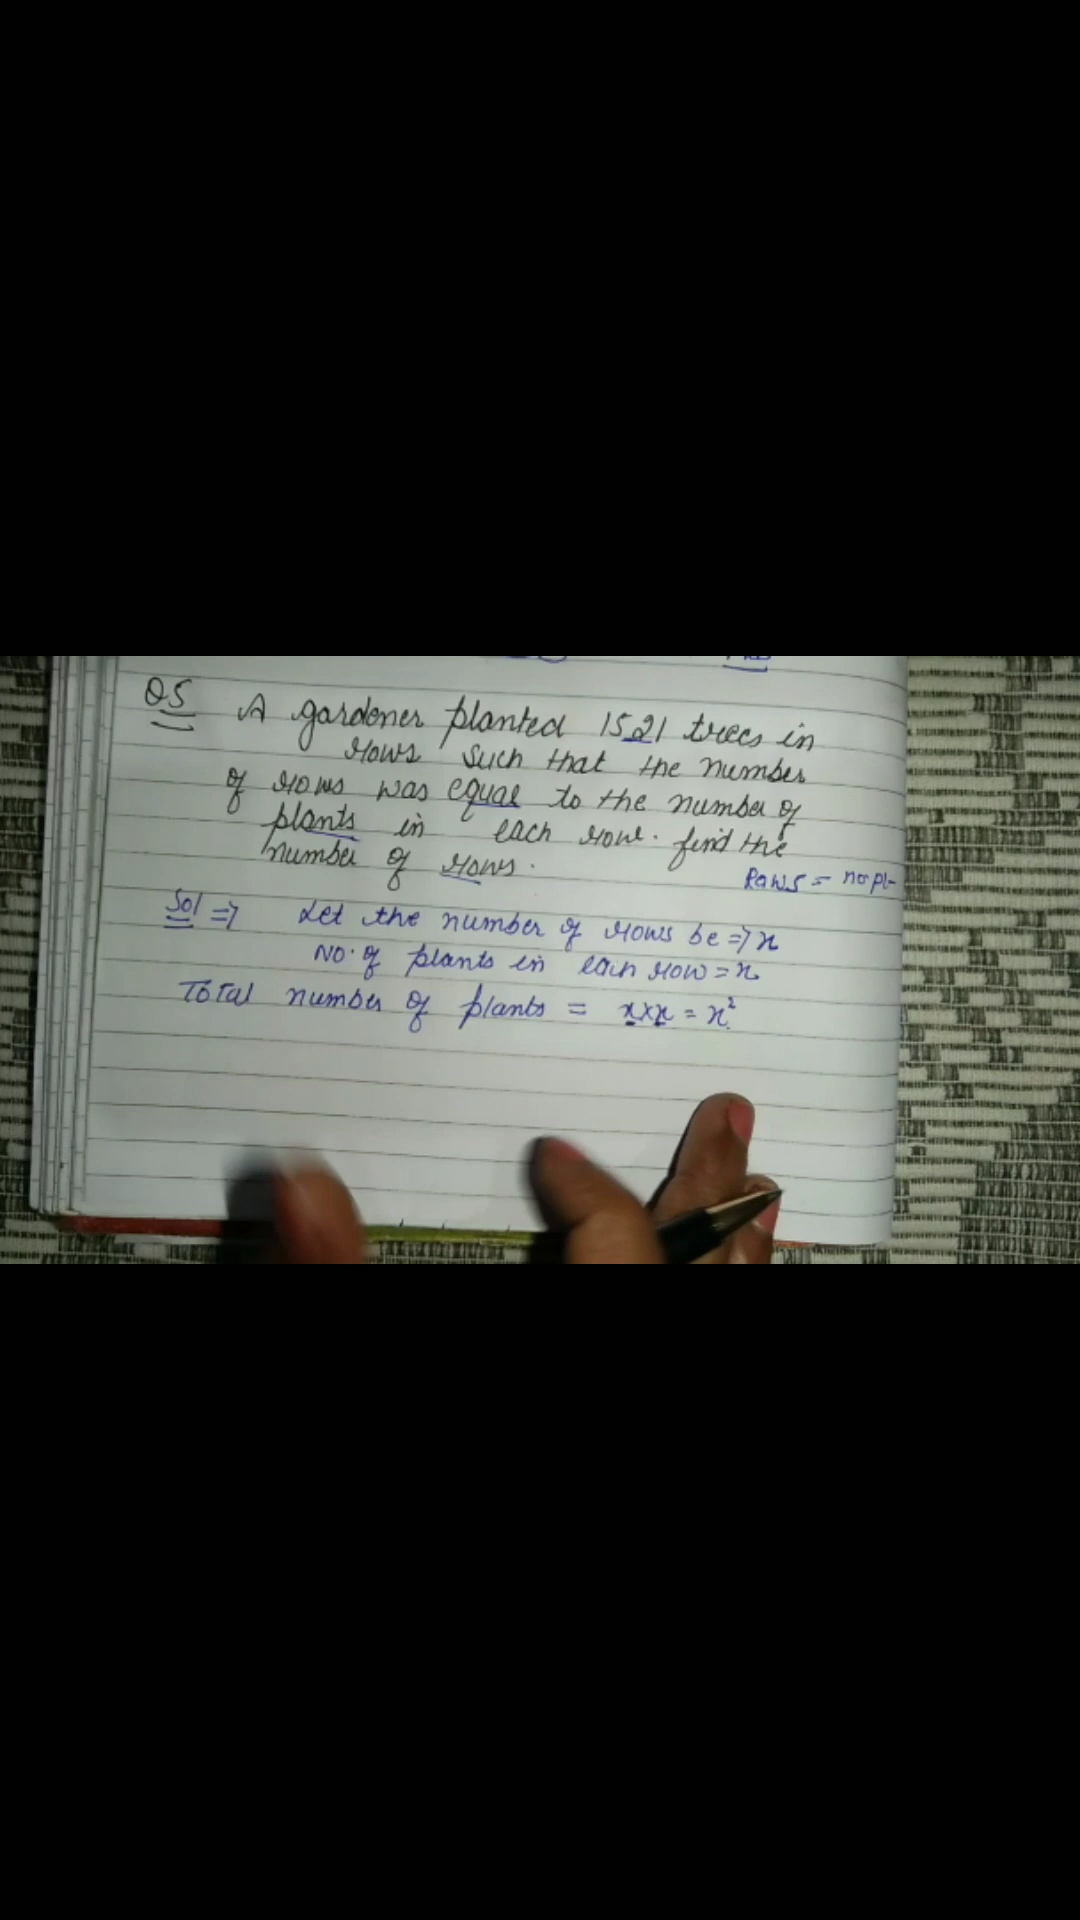 Q5 A gardener planted 1521 trees in
rows such that the number
of rows was equal to the number of
plants in each row. find the
number of rows.
Rows = no pl-
Sol => Let the number of rows be => x
No. of plants in each row = x
Total number of plants = x×x = x²